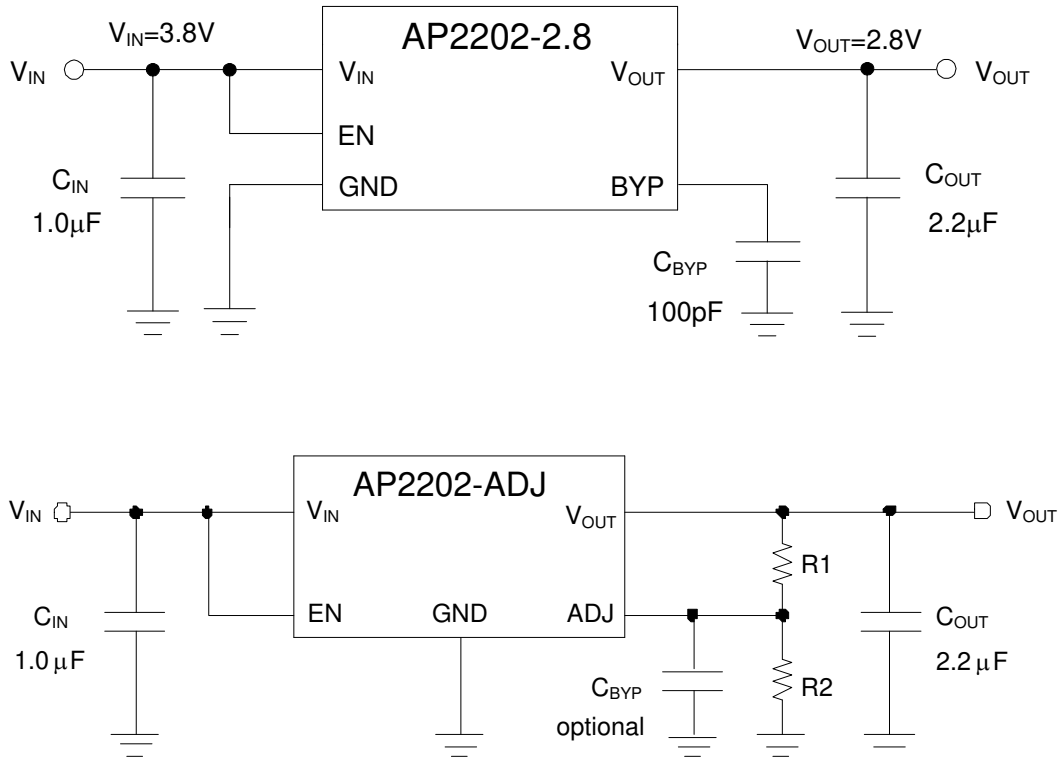 AP2202-2.8
V_IN=3.8V
V_OUT=2.8V
V_IN
V_IN
V_OUT
V_OUT
EN
GND
BYP
C_IN
1.0μF
C_OUT
2.2μF
C_BYP
100pF
AP2202-ADJ
V_IN
V_IN
V_OUT
V_OUT
R1
EN
GND
ADJ
C_IN
1.0 μF
C_OUT
2.2 μF
C_BYP
optional
R2